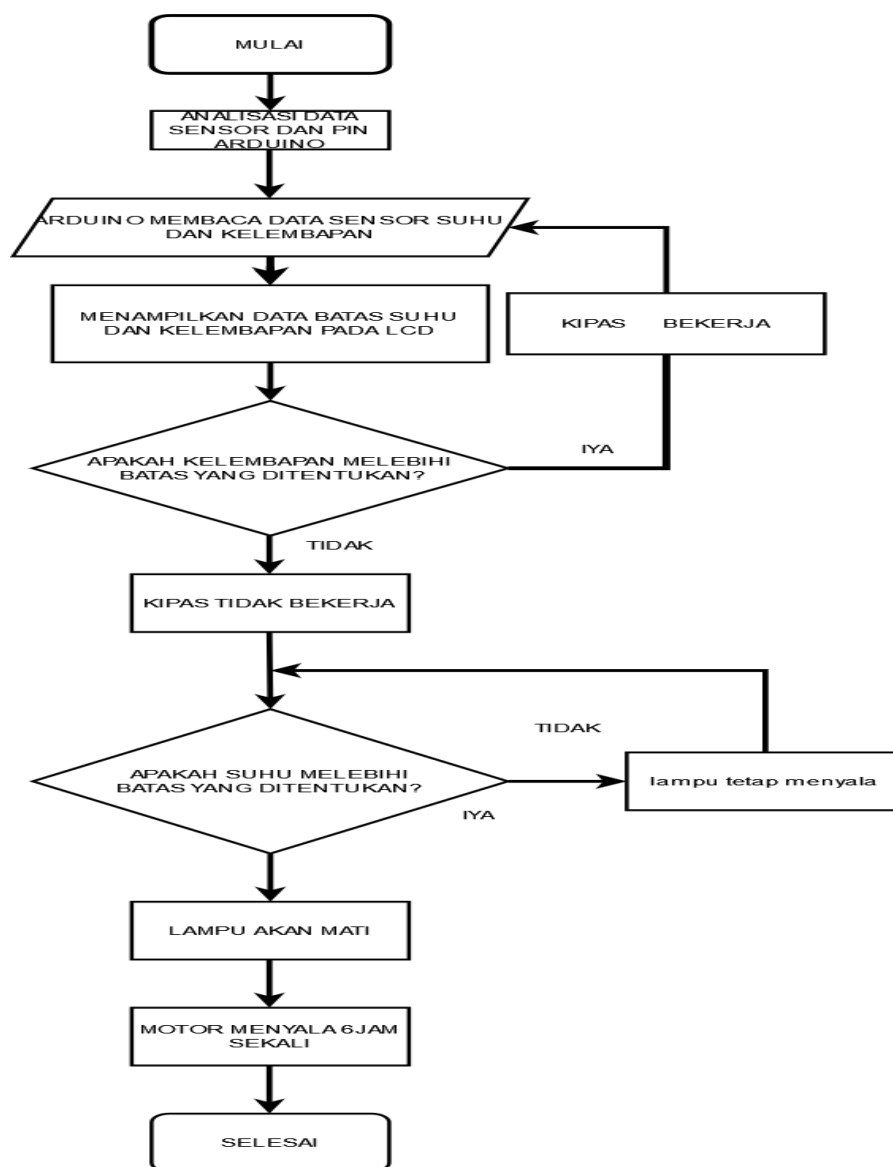 MULAI
ANALISASI DATA
SENSOR DAN PIN
ARDUINO
ARDUINO MEMBACA DATA SENSOR SUHU
DAN KELEMBAPAN
MENAMPILKAN DATA BATAS SUHU
DAN KELEMBAPAN PADA LCD
KIPAS BEKERJA
APAKAH KELEMBAPAN MELEBIHI
BATAS YANG DITENTUKAN?
IYA
TIDAK
KIPAS TIDAK BEKERJA
APAKAH SUHU MELEBIHI
BATAS YANG DITENTUKAN?
TIDAK
lampu tetap menyala
IYA
LAMPU AKAN MATI
MOTOR MENYALA 6JAM
SEKALI
SELESAI